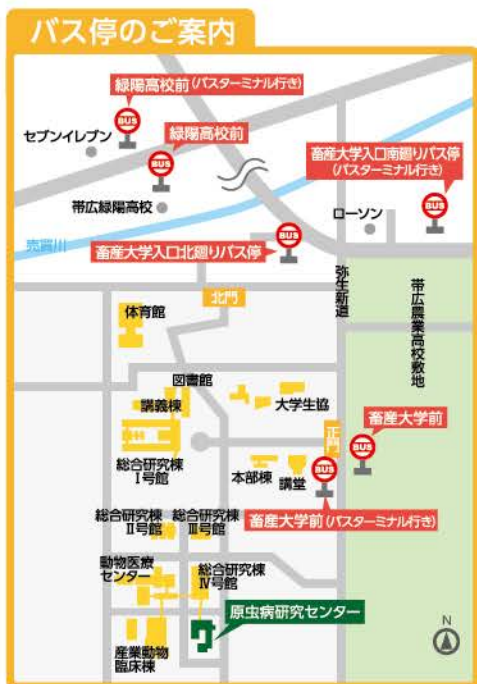 バス停のご案内
緑陽高校前(バスターミナル行き)
BUS
セブンイレブン
緑陽高校前
BUS
畜産大学入口南廻りバス停
(バスターミナル行き)
BUS
帯広緑陽高校
ローソン
売買川
畜産大学入口北廻りバス停
BUS
北門
弥生新道
帯広農業高校敷地
体育館
図書館
講義棟
大学生協
正門
畜産大学前
BUS
総合研究棟
Ⅰ号館
本部棟
講堂
BUS
畜産大学前(バスターミナル行き)
総合研究棟
Ⅱ号館
総合研究棟
Ⅲ号館
動物医療
センター
総合研究棟
Ⅳ号館
原虫病研究センター
産業動物
臨床棟
N